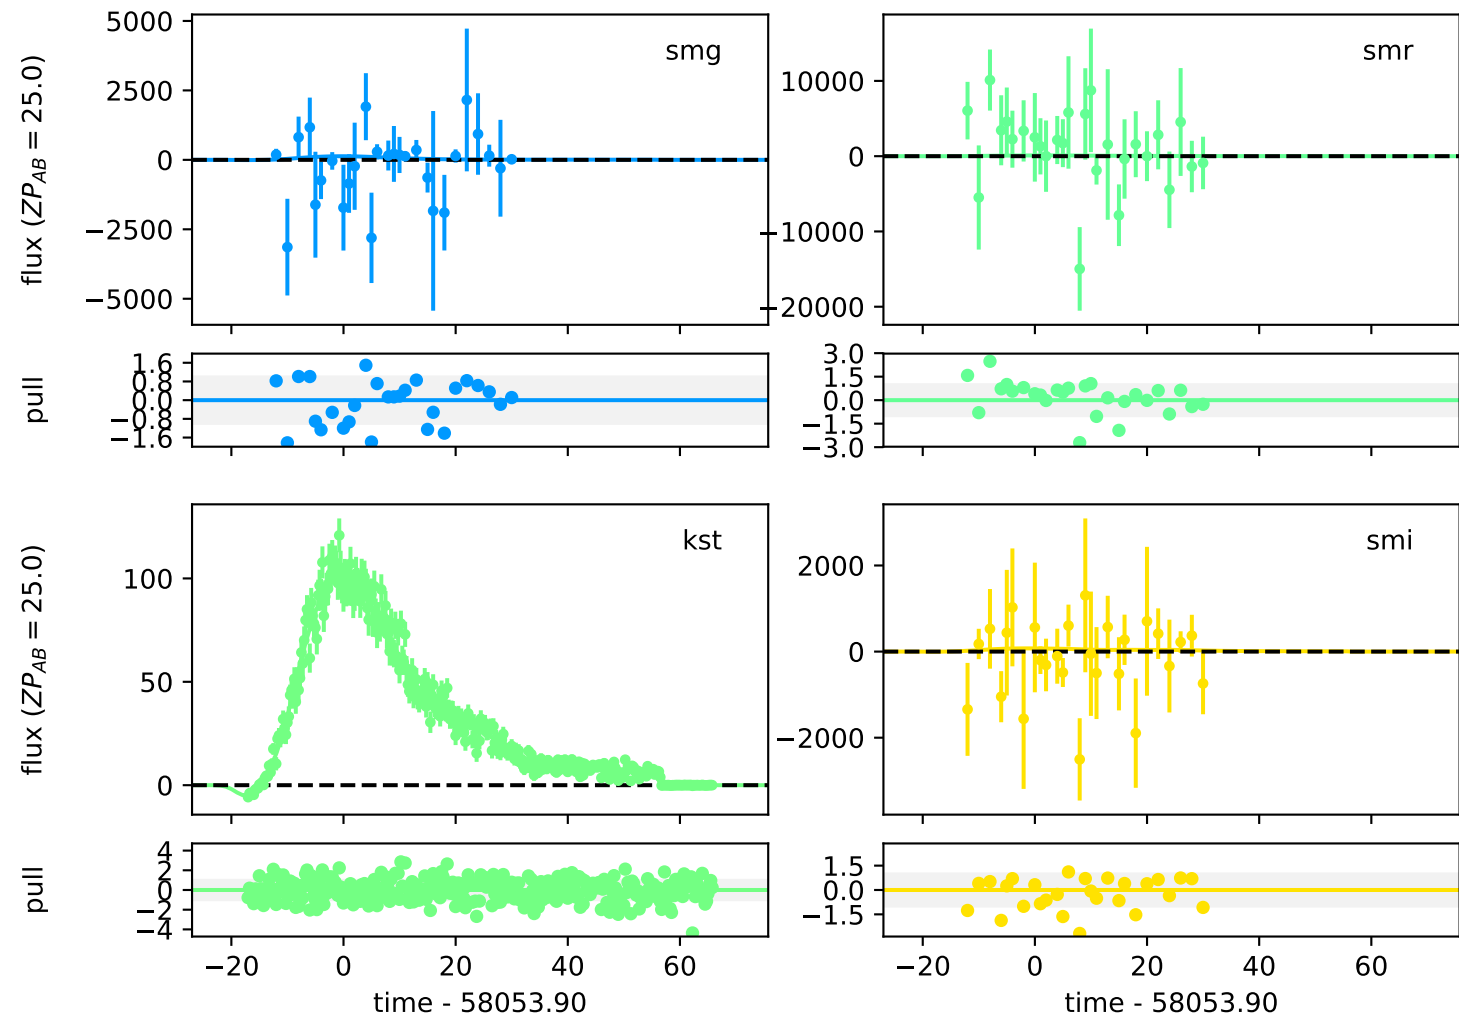 flux (ZP_AB = 25.0)
5000
2500
0
−2500
−5000
smg
10000
0
−10000
−20000
smr
pull
1.6
0.8
0.0
−0.8
−1.6
3.0
1.5
0.0
−1.5
−3.0
flux (ZP_AB = 25.0)
100
50
0
kst
2000
0
−2000
smi
pull
4
2
0
−2
−4
1.5
0.0
−1.5
−20 0 20 40 60
−20 0 20 40 60
time - 58053.90
time - 58053.90